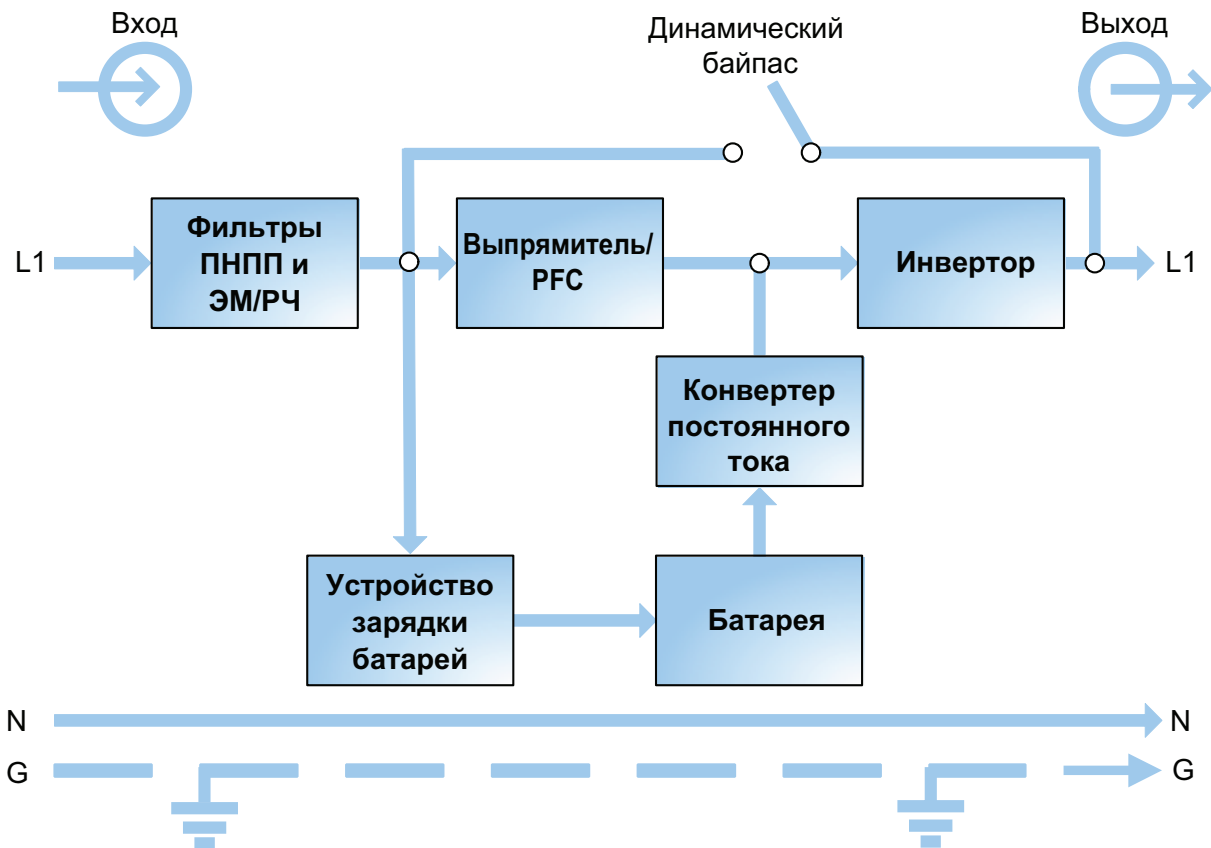 Вход
Динамический
байпас
Выход
L1
Фильтры
ПНПП и
ЭМ/РЧ
Выпрямитель/
PFC
Инвертор
L1
Конвертер
постоянного
тока
Устройство
зарядки
батарей
Батарея
N
N
G
G